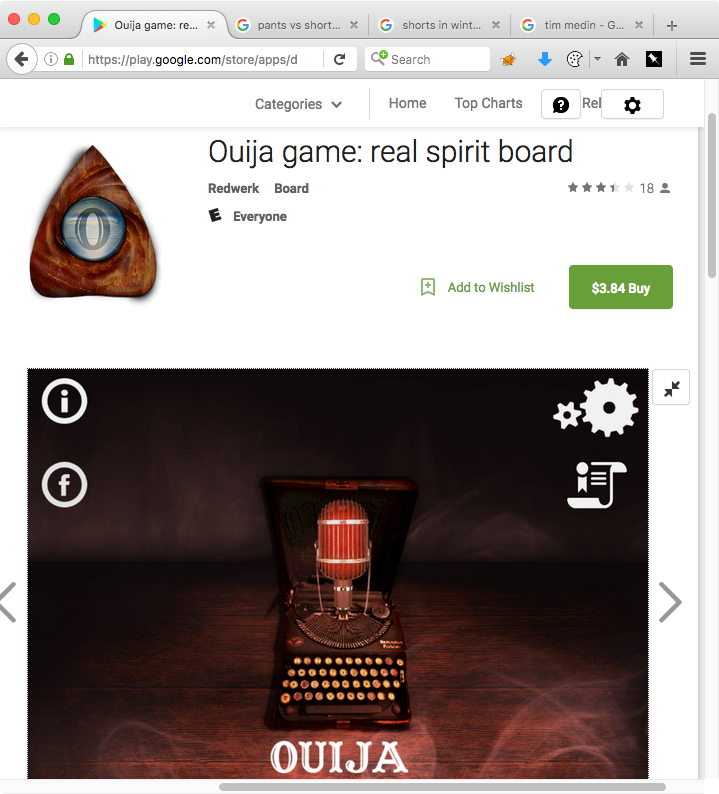 Ouija game: re...
pants vs short...
shorts in wint...
tim medin - G...
https://play.google.com/store/apps/d
Search
Categories
Home
Top Charts
Rel
Ouija game: real spirit board
Redwerk Board
18
E Everyone
Add to Wishlist
$3.84 Buy
OUIJA